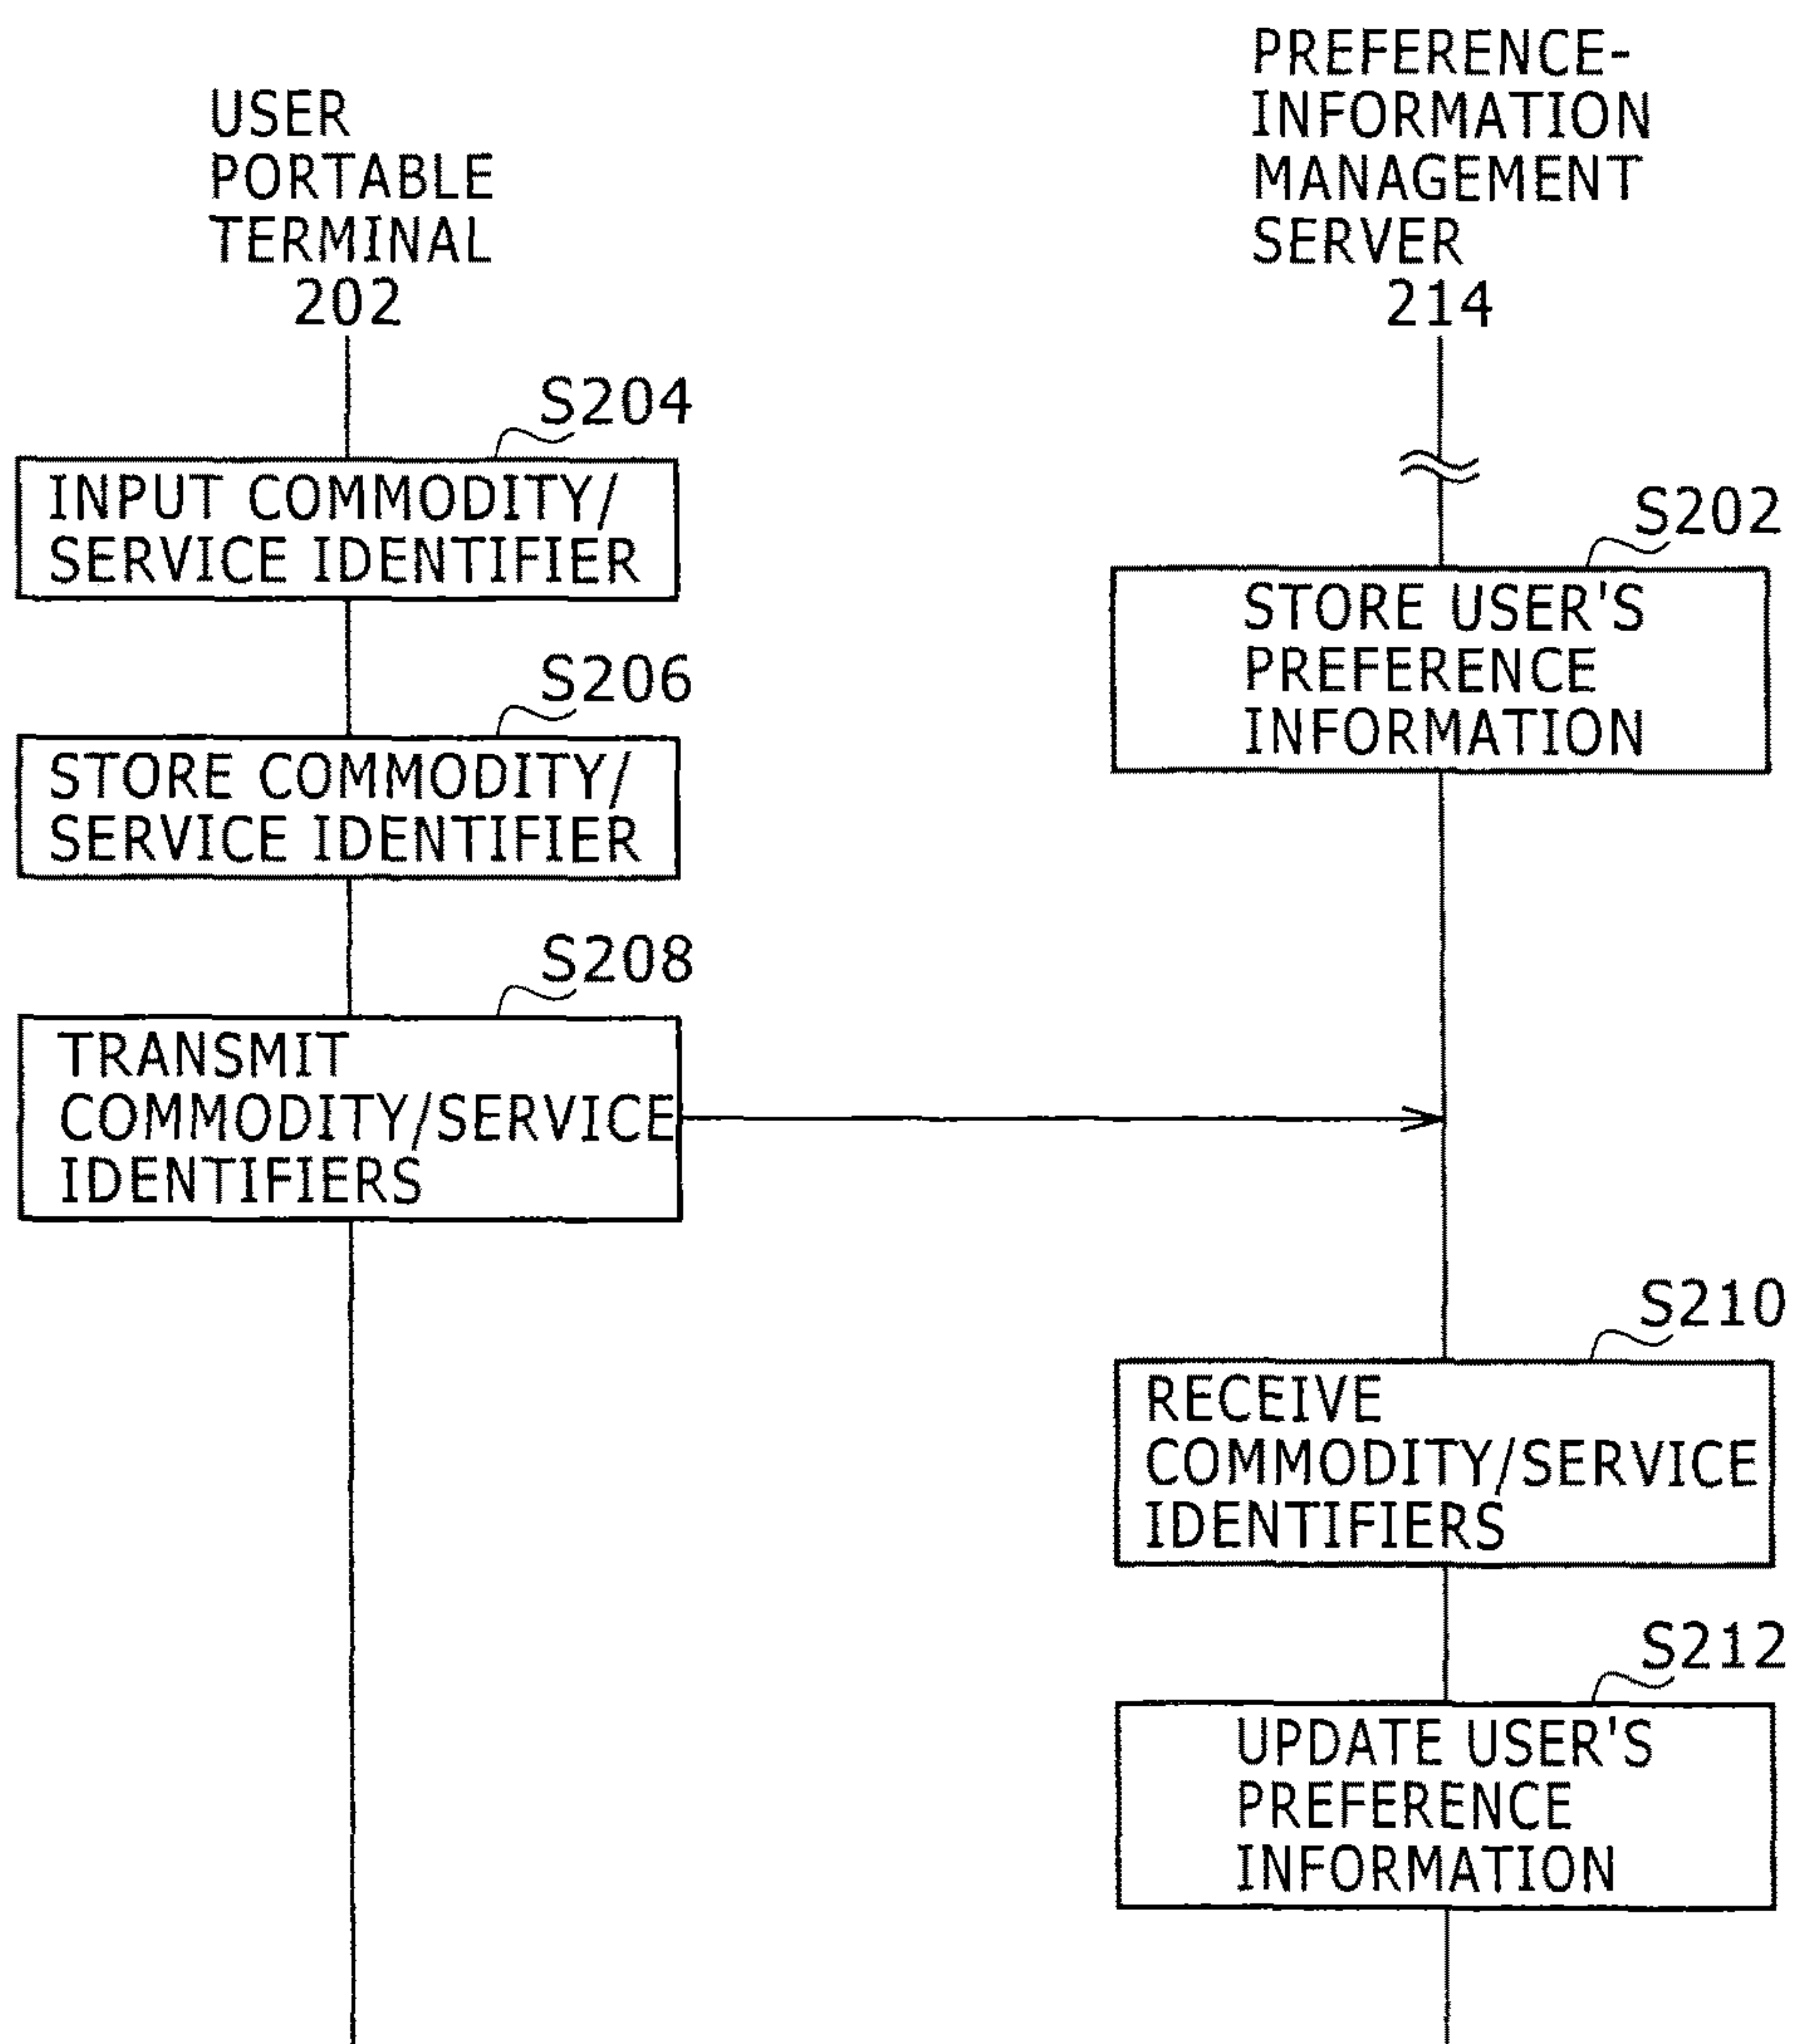 USER
PORTABLE
TERMINAL
202
PREFERENCE-
INFORMATION
MANAGEMENT
SERVER
214
S204
INPUT COMMODITY/
SERVICE IDENTIFIER
S202
STORE USER'S
PREFERENCE
INFORMATION
S206
STORE COMMODITY/
SERVICE IDENTIFIER
S208
TRANSMIT
COMMODITY/SERVICE
IDENTIFIERS
S210
RECEIVE
COMMODITY/SERVICE
IDENTIFIERS
S212
UPDATE USER'S
PREFERENCE
INFORMATION